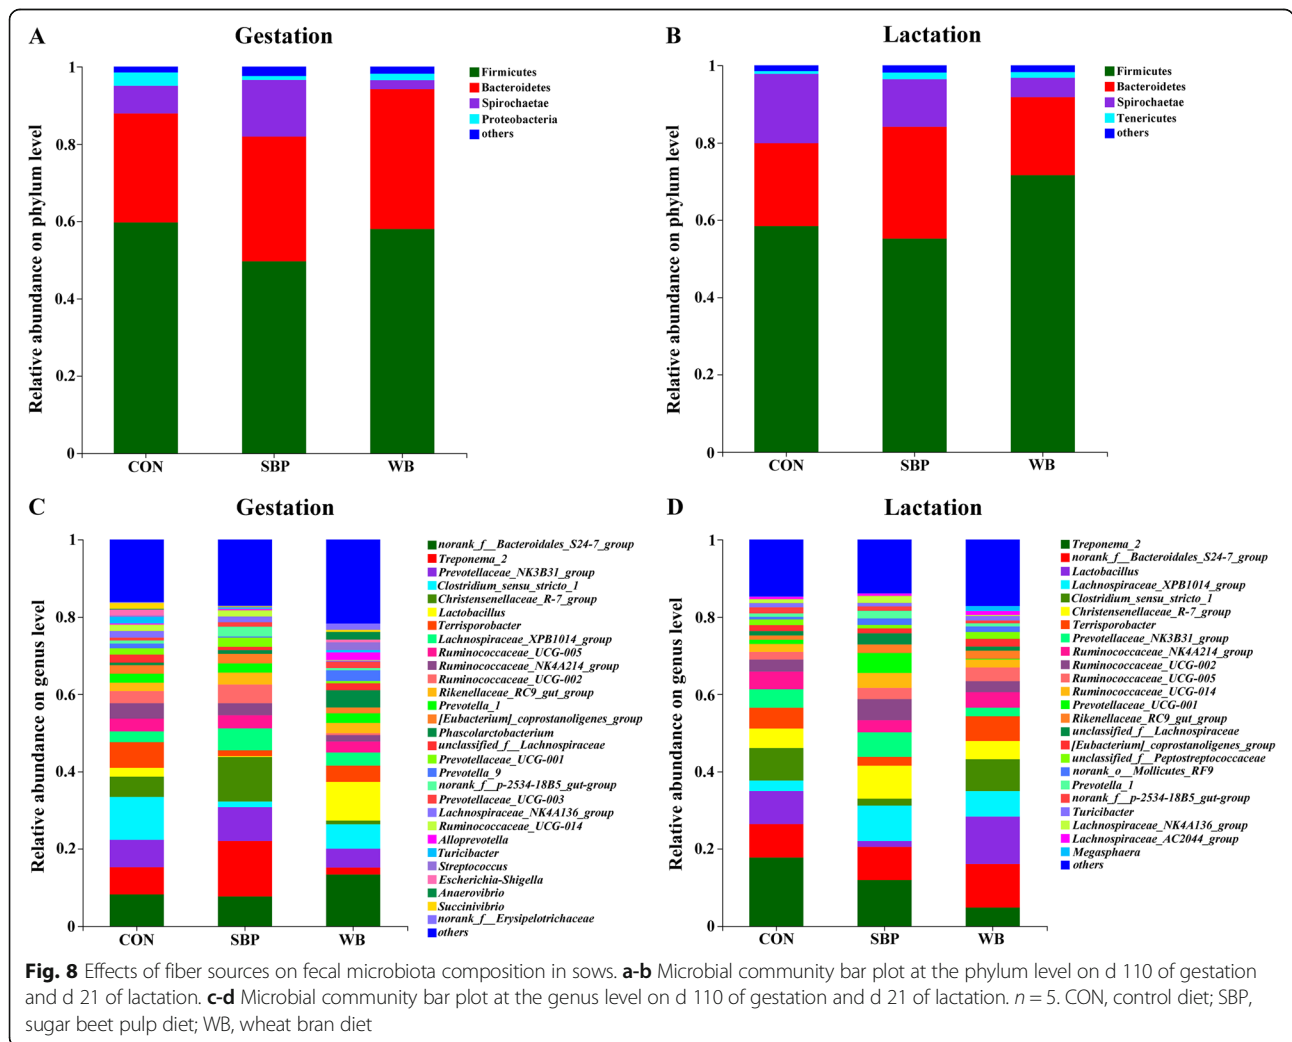 A
Gestation
Relative abundance on phylum level
1
0.8
0.6
0.4
0.2
0
CON
SBP
WB
Firmicutes
Bacteroidetes
Spirochaetae
Proteobacteria
others
B
Lactation
Relative abundance on phylum level
1
0.8
0.6
0.4
0.2
0
CON
SBP
WB
Firmicutes
Bacteroidetes
Spirochaetae
Tenericutes
others
C
Gestation
Relative abundance on genus level
1
0.8
0.6
0.4
0.2
0
CON
SBP
WB
norank_f__Bacteroidales_S24-7_group
Treponema_2
Prevotellaceae_NK3B31_group
Clostridium_sensu_stricto_1
Christensenellaceae_R-7_group
Lactobacillus
Terrisporobacter
Lachnospiraceae_XPB1014_group
Ruminococcaceae_UCG-005
Ruminococcaceae_NK4A214_group
Ruminococcaceae_UCG-002
Rikenellaceae_RC9_gut_group
Prevotella_1
[Eubacterium]_coprostanoligenes_group
Phascolarctobacterium
unclassified_f__Lachnospiraceae
Prevotellaceae_UCG-001
Prevotella_9
norank_f__p-2534-18B5_gut-group
Prevotellaceae_UCG-003
Lachnospiraceae_NK4A136_group
Ruminococcaceae_UCG-014
Alloprevotella
Turicibacter
Streptococcus
Escherichia-Shigella
Anaerovibrio
Succinivibrio
norank_f__Erysipelotrichaceae
others
D
Lactation
Relative abundance on genus level
1
0.8
0.6
0.4
0.2
0
CON
SBP
WB
Treponema_2
norank_f__Bacteroidales_S24-7_group
Lactobacillus
Lachnospiraceae_XPB1014_group
Clostridium_sensu_stricto_1
Christensenellaceae_R-7_group
Terrisporobacter
Prevotellaceae_NK3B31_group
Ruminococcaceae_NK4A214_group
Ruminococcaceae_UCG-002
Ruminococcaceae_UCG-005
Ruminococcaceae_UCG-014
Prevotellaceae_UCG-001
Rikenellaceae_RC9_gut_group
unclassified_f__Lachnospiraceae
[Eubacterium]_coprostanoligenes_group
unclassified_f__Peptostreptococcaceae
norank_o__Mollicutes_RF9
Prevotella_1
norank_f__p-2534-18B5_gut-group
Turicibacter
Lachnospiraceae_NK4A136_group
Lachnospiraceae_AC2044_group
Megasphaera
others
Fig. 8 Effects of fiber sources on fecal microbiota composition in sows. a-b Microbial community bar plot at the phylum level on d 110 of gestation
and d 21 of lactation. c-d Microbial community bar plot at the genus level on d 110 of gestation and d 21 of lactation. n = 5. CON, control diet; SBP,
sugar beet pulp diet; WB, wheat bran diet